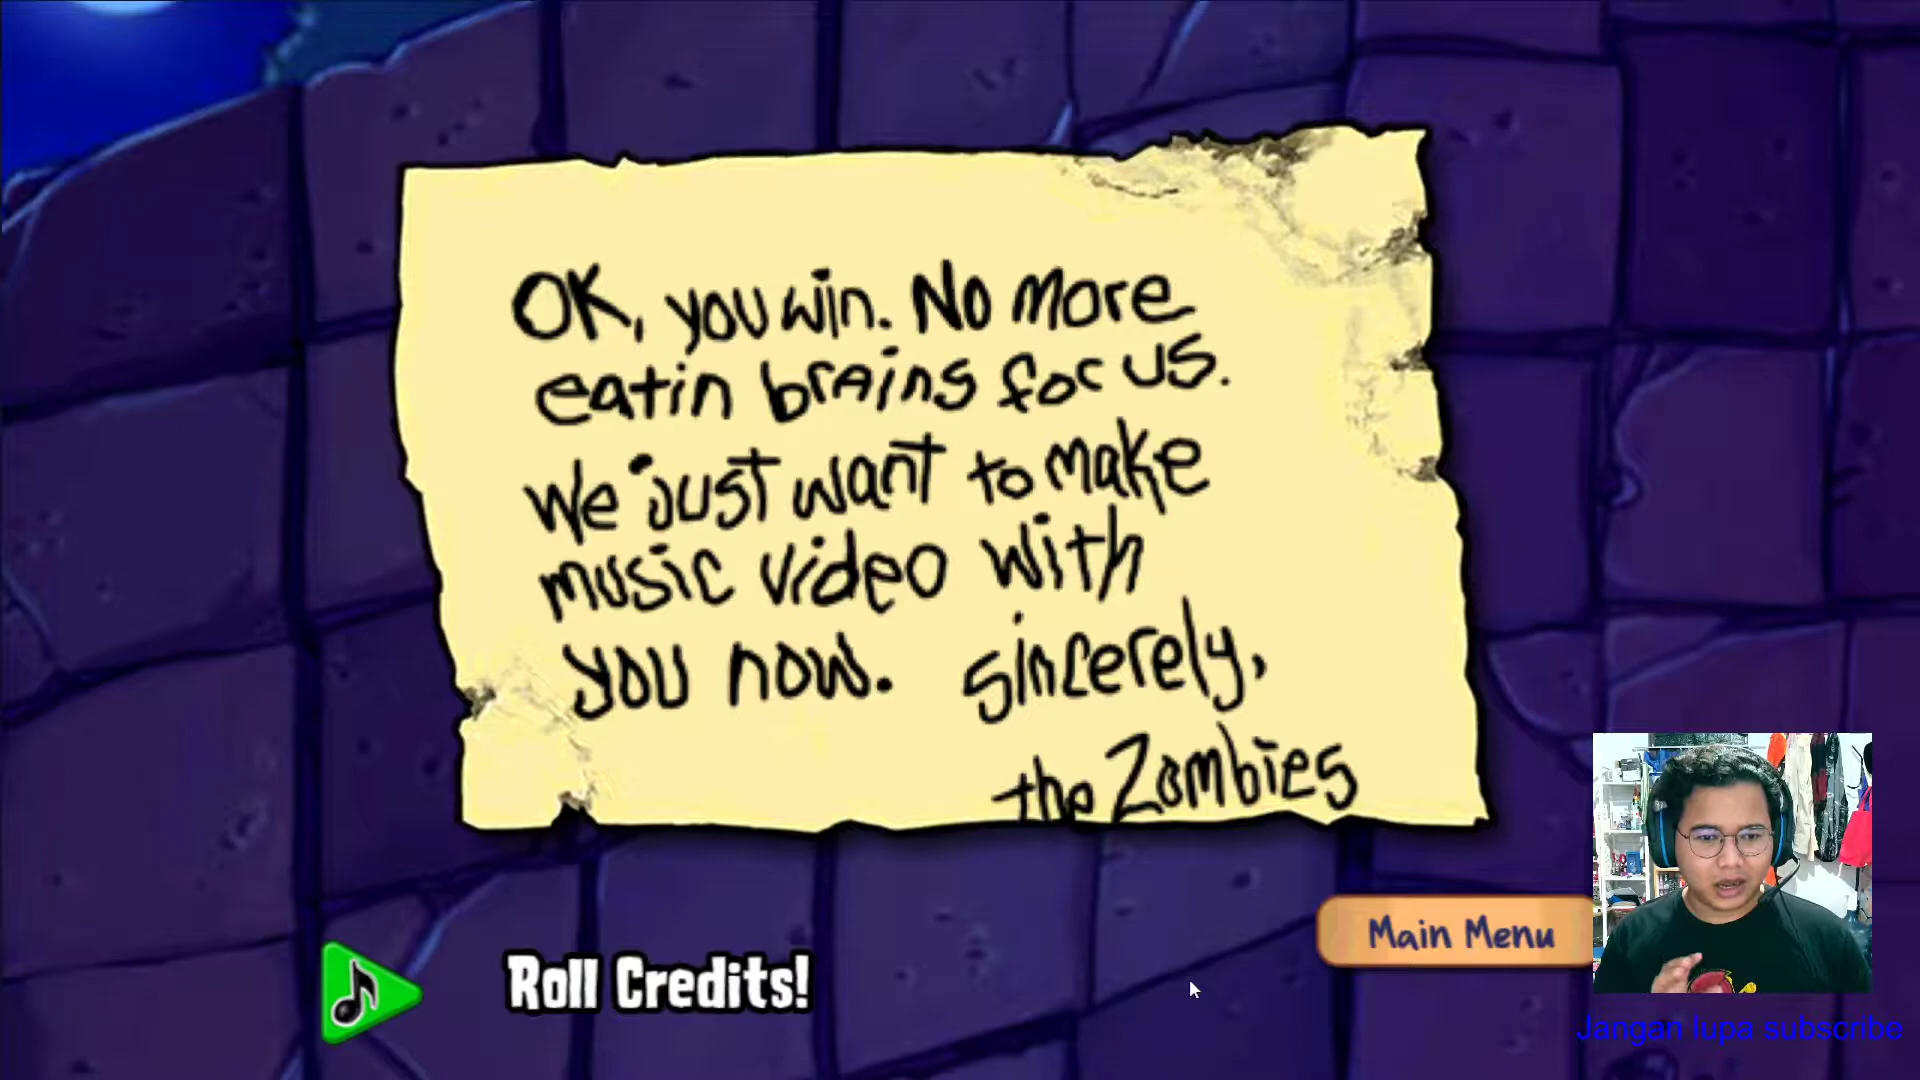 OK, you win. No more
eatin brains for us.
We just want to make
music video with
you now. Sincerely,
the Zombies
Main Menu
Roll Credits!
Jangan lupa subscribe